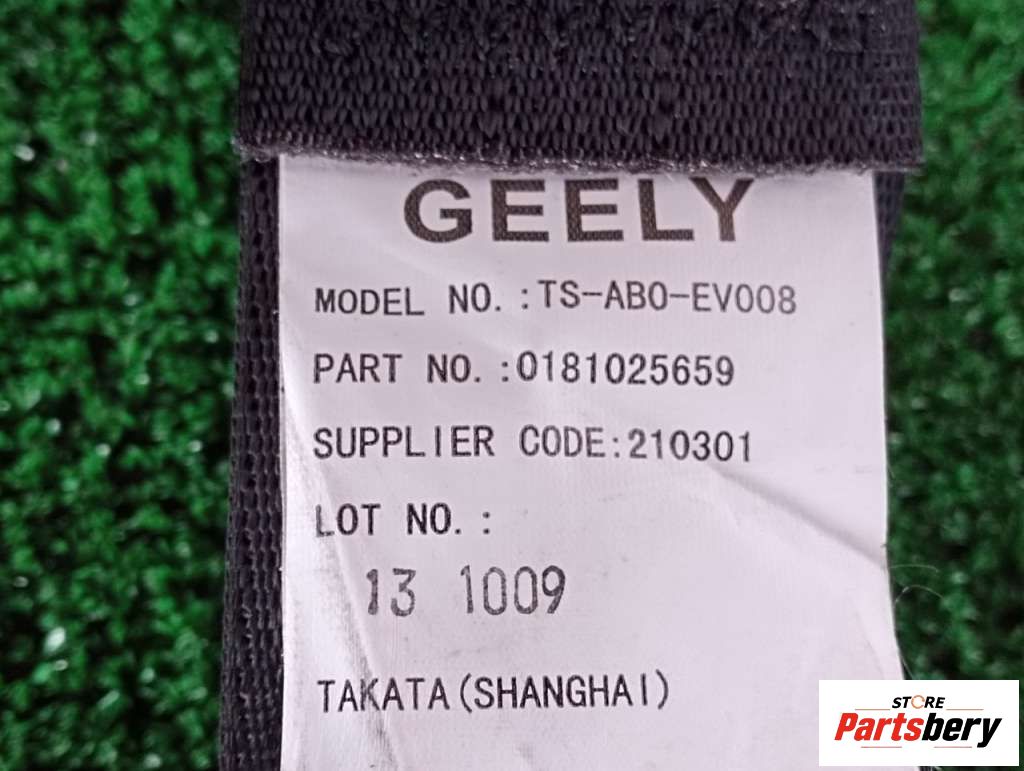 GEELY
MODEL NO.:TS-ABO-EV008
PART NO.:0181025659
SUPPLIER CODE:210301
LOT NO.:
13 1009
TAKATA(SHANGHAI)
STORE
Partsbery